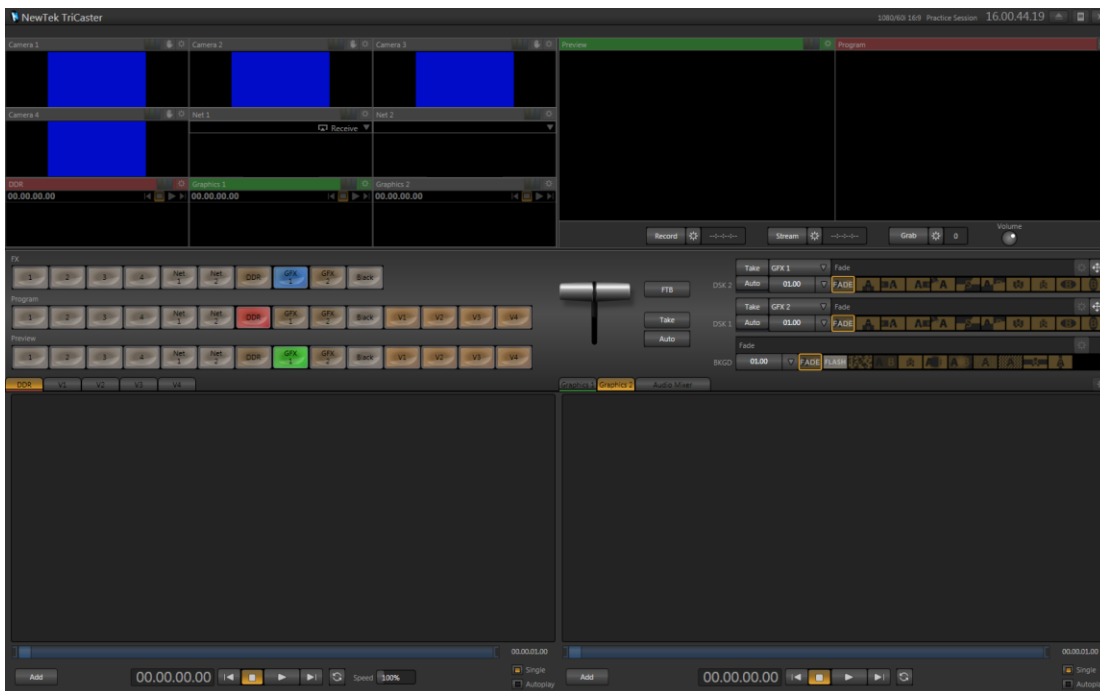 NewTek TriCaster
1080/60i 16/9 Practice Session 16.00.44.19
Camera 1 Camera 2 Camera 3 Preview Program
Camera 4 Net 1 Net 2
Receive
DDR Graphics 1 Graphics 2
00.00.00.00 00.00.00.00 00.00.00.00
Record --:--:-- Stream --:--:-- Grab 0 Volume
FX
1 2 3 4 Net 1 Net 2 DDR GFX 1 GFX 2 Black
Program
1 2 3 4 Net 1 Net 2 DDR GFX 1 GFX 2 Black V1 V2 V3 V4
Preview
1 2 3 4 Net 1 Net 2 DDR GFX 1 GFX 2 Black V1 V2 V3 V4
FTB
Take
Auto
Take GFX 1 Fade
DSK 2 Auto 01.00 FADE
Take GFX 2 Fade
DSK 1 Auto 01.00 FADE
Fade
BKGD 01.00 FADE FLASH
DDR V1 V2 V3 V4
Graphics 1 Graphics 2 Audio Mixer
00.00.01.00
Add 00.00.00.00 Speed 100%
Single
Autoplay
00.00.01.00
Add 00.00.00.00
Single